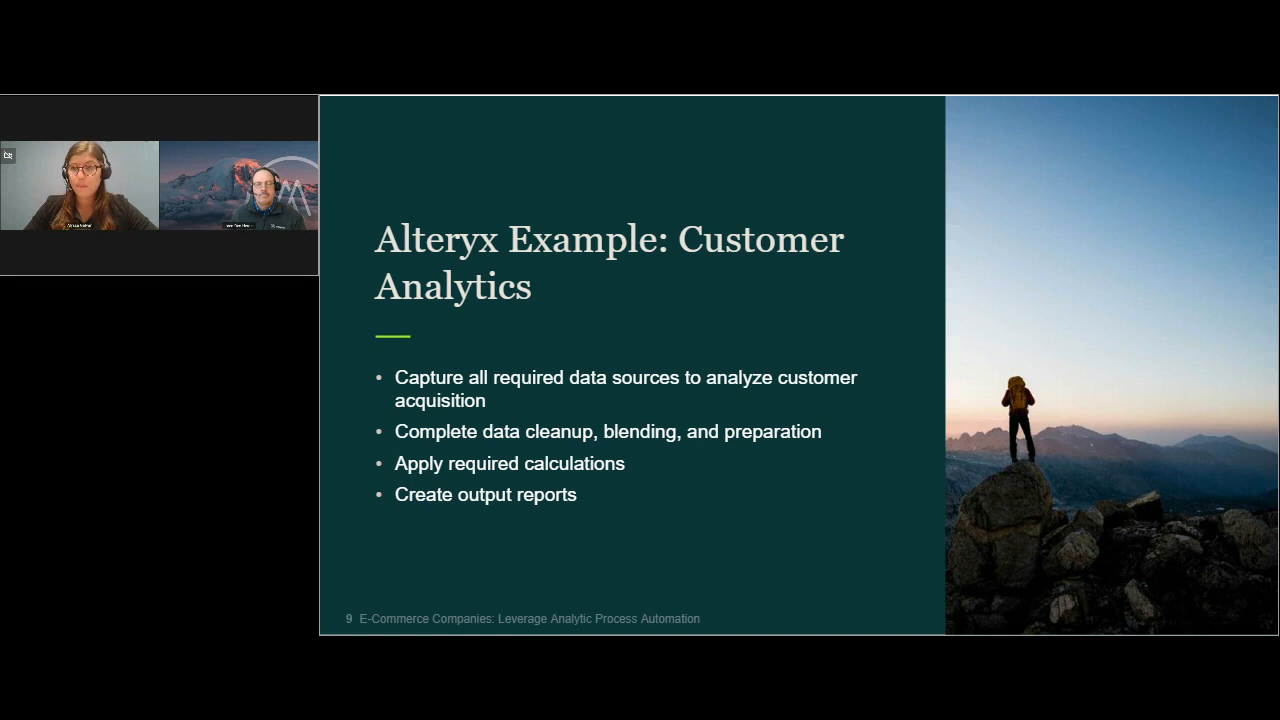 Alteryx Example: Customer
Analytics
• Capture all required data sources to analyze customer
acquisition
• Complete data cleanup, blending, and preparation
• Apply required calculations
• Create output reports
9 E-Commerce Companies: Leverage Analytic Process Automation